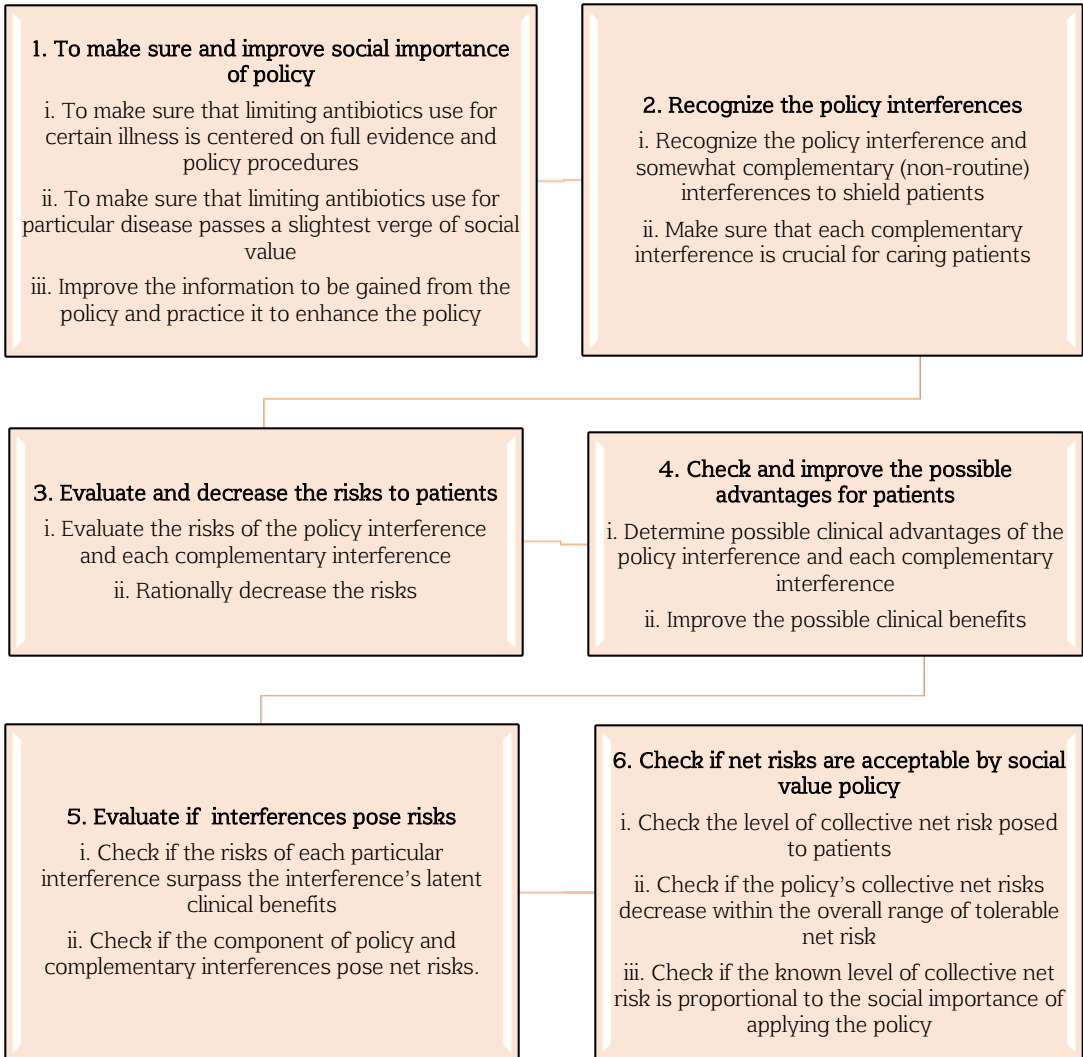 1. To make sure and improve social importance
of policy
i. To make sure that limiting antibiotics use for
certain illness is centered on full evidence and
policy procedures
ii. To make sure that limiting antibiotics use for
particular disease passes a slightest verge of social
value
iii. Improve the information to be gained from the
policy and practice it to enhance the policy
2. Recognize the policy interferences
i. Recognize the policy interference and
somewhat complementary (non-routine)
interferences to shield patients
ii. Make sure that each complementary
interference is crucial for caring patients
3. Evaluate and decrease the risks to patients
i. Evaluate the risks of the policy interference
and each complementary interference
ii. Rationally decrease the risks
4. Check and improve the possible
advantages for patients
i. Determine possible clinical advantages of the
policy interference and each complementary
interference
ii. Improve the possible clinical benefits
5. Evaluate if interferences pose risks
i. Check if the risks of each particular
interference surpass the interference's latent
clinical benefits
ii. Check if the component of policy and
complementary interferences pose net risks.
6. Check if net risks are acceptable by social
value policy
i. Check the level of collective net risk posed
to patients
ii. Check if the policy's collective net risks
decrease within the overall range of tolerable
net risk
iii. Check if the known level of collective net
risk is proportional to the social importance of
applying the policy